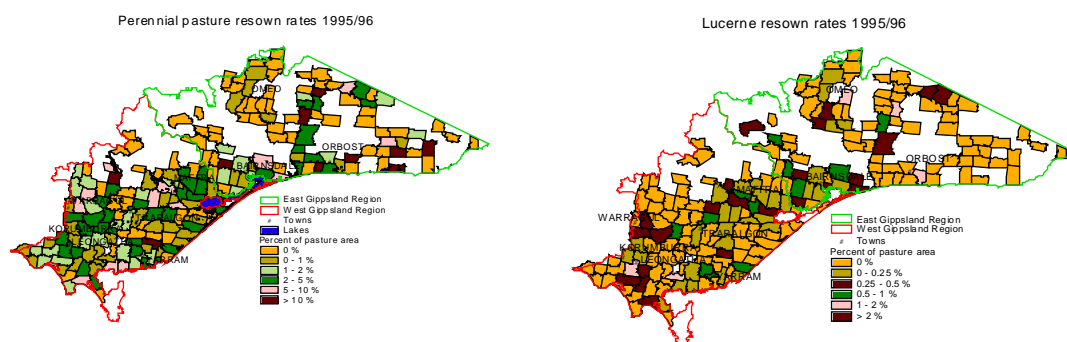 Perennial pasture resown rates 1995/96
OMEO
ORBOST
BAIRNSDALE
MAFFRA
WARRAGUL
TRARALGON
KORUMBURRA
LEONGATHA
YARRAM
East Gippsland Region
West Gippsland Region
Towns
Lakes
Percent of pasture area
0 %
0 - 1 %
1 - 2 %
2 - 5 %
5 - 10 %
> 10 %
Lucerne resown rates 1995/96
OMEO
ORBOST
BAIRNSDALE
MAFFRA
WARRAGUL
TRARALGON
KORUMBURRA
LEONGATHA
YARRAM
East Gippsland Region
West Gippsland Region
Towns
Percent of pasture area
0 %
0 - 0.25 %
0.25 - 0.5 %
0.5 - 1 %
1 - 2 %
> 2 %